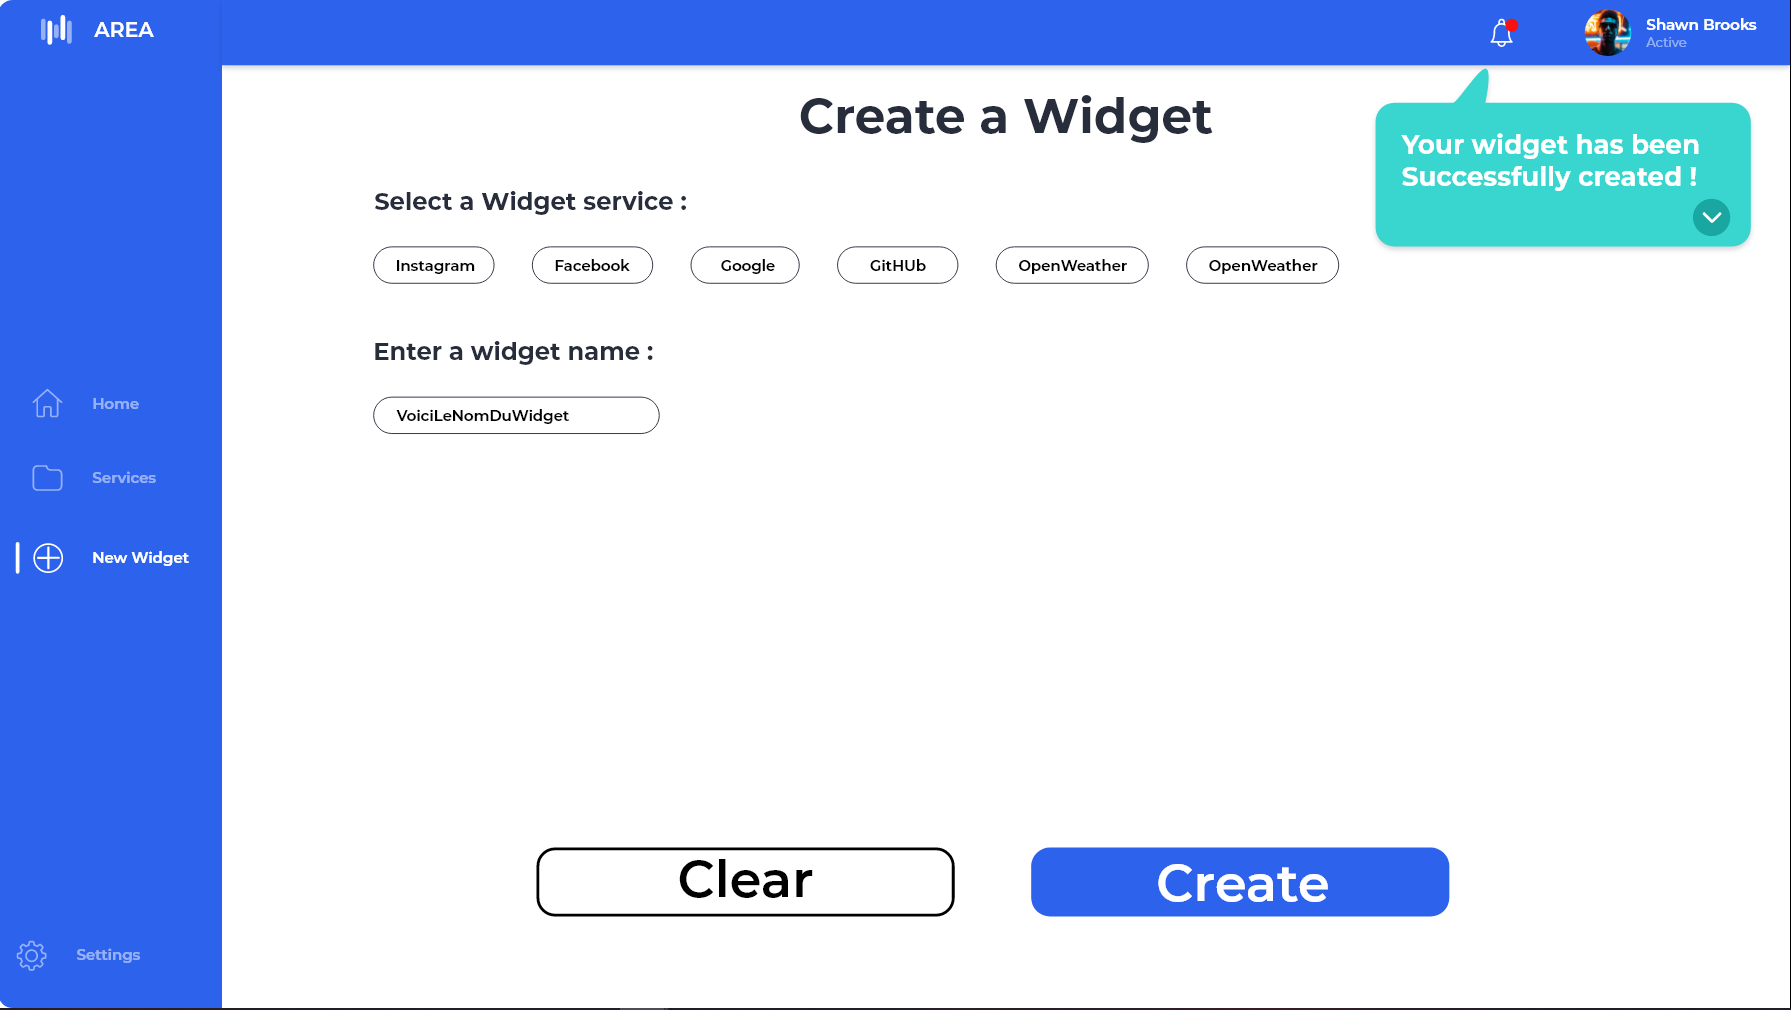 AREA
Shawn Brooks
Active
Create a Widget
Your widget has been
Successfully created !
Select a Widget service :
Instagram
Facebook
Google
GitHUb
OpenWeather
OpenWeather
Enter a widget name :
VoiciLeNomDuWidget
Home
Services
New Widget
Clear
Create
Settings